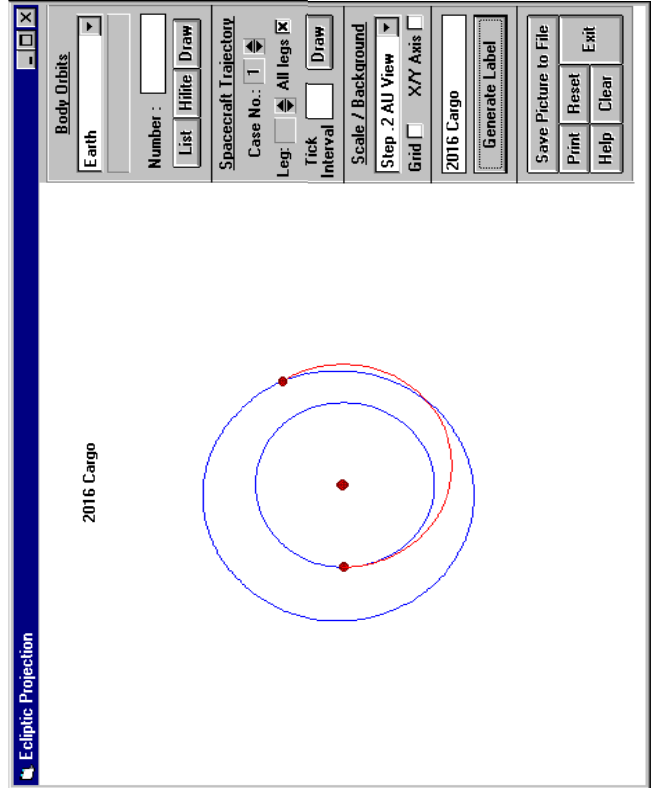 Ecliptic Projection
2016 Cargo
Body Orbits
Earth
Number :
List Hilite Draw
Spacecraft Trajectory
Case No.: 1
Leg: All legs
Tick
Interval
Draw
Scale / Background
Step .2 AU View
Grid X/Y Axis
2016 Cargo
Generate Label
Save Picture to File
Print Reset Exit
Help Clear